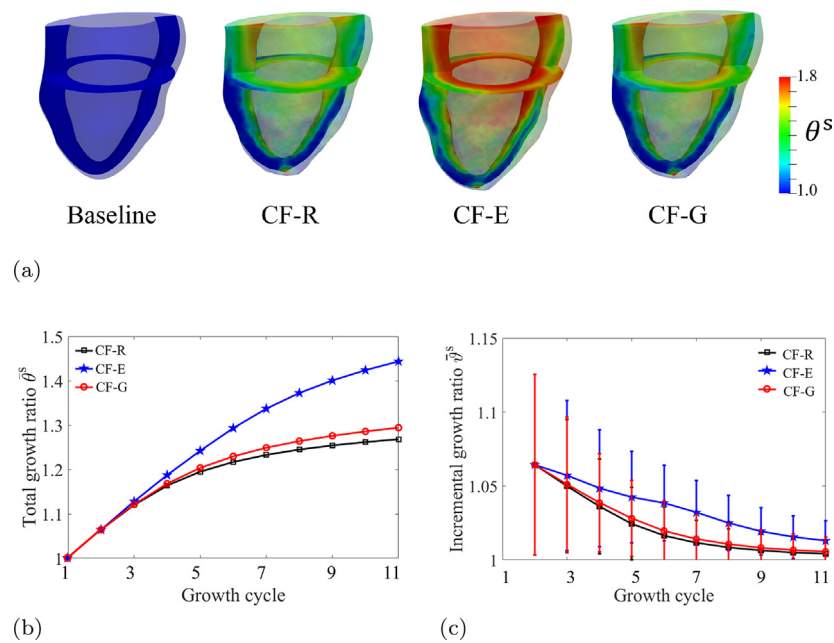 1.8
θˢ
1.0
Baseline
CF-R
CF-E
CF-G
(a)
1.5
1.4
1.3
1.2
1.1
1
Total growth ratio θ̄ˢ
CF-R
CF-E
CF-G
1 3 5 7 9 11
Growth cycle
(b)
1.15
1.1
1.05
1
Incremental growth ratio ϑ̄ˢ
CF-R
CF-E
CF-G
1 3 5 7 9 11
Growth cycle
(c)